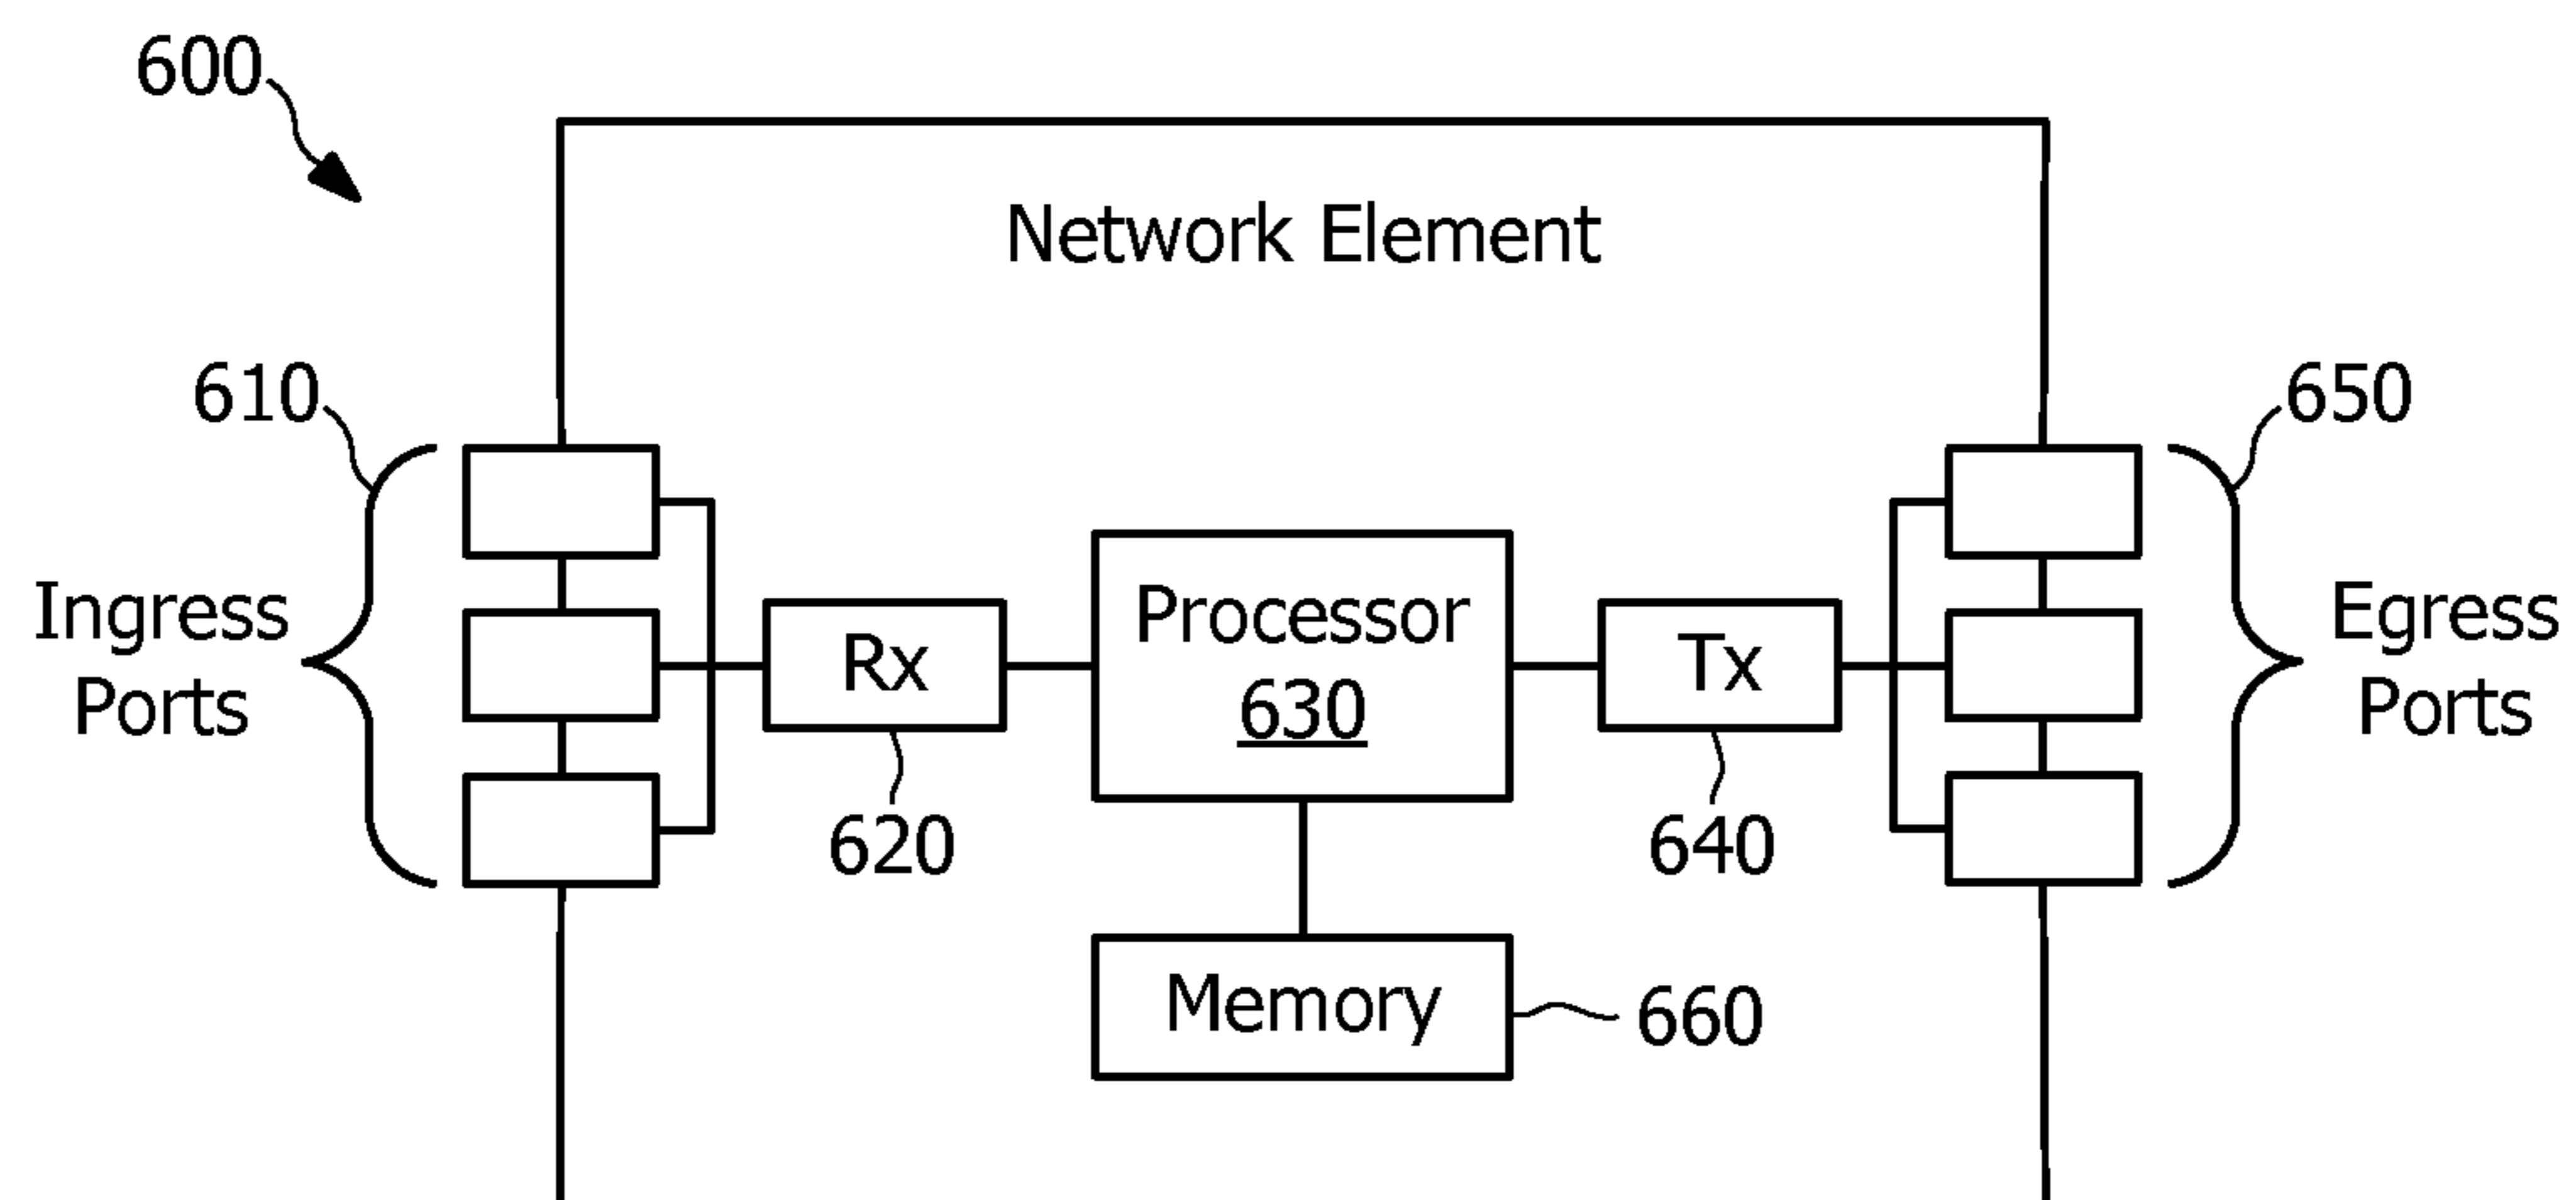 600
Network Element
610
650
Ingress
Ports
Rx
Processor
630
Tx
Egress
Ports
620
640
Memory
660